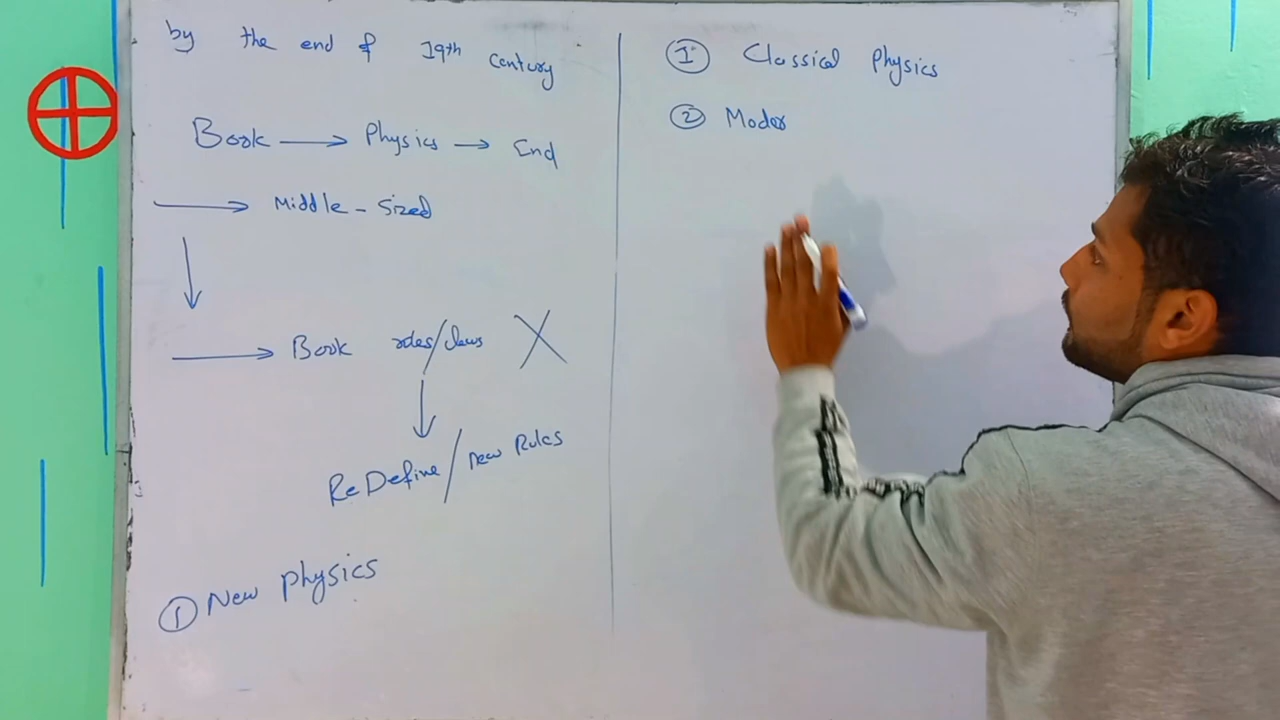 by the end of 19th century
Book → Physics → End
→ Middle - Sized
→ Book rules/laws X
ReDefine / new Rules
① New physics
① Classical Physics
② Moder